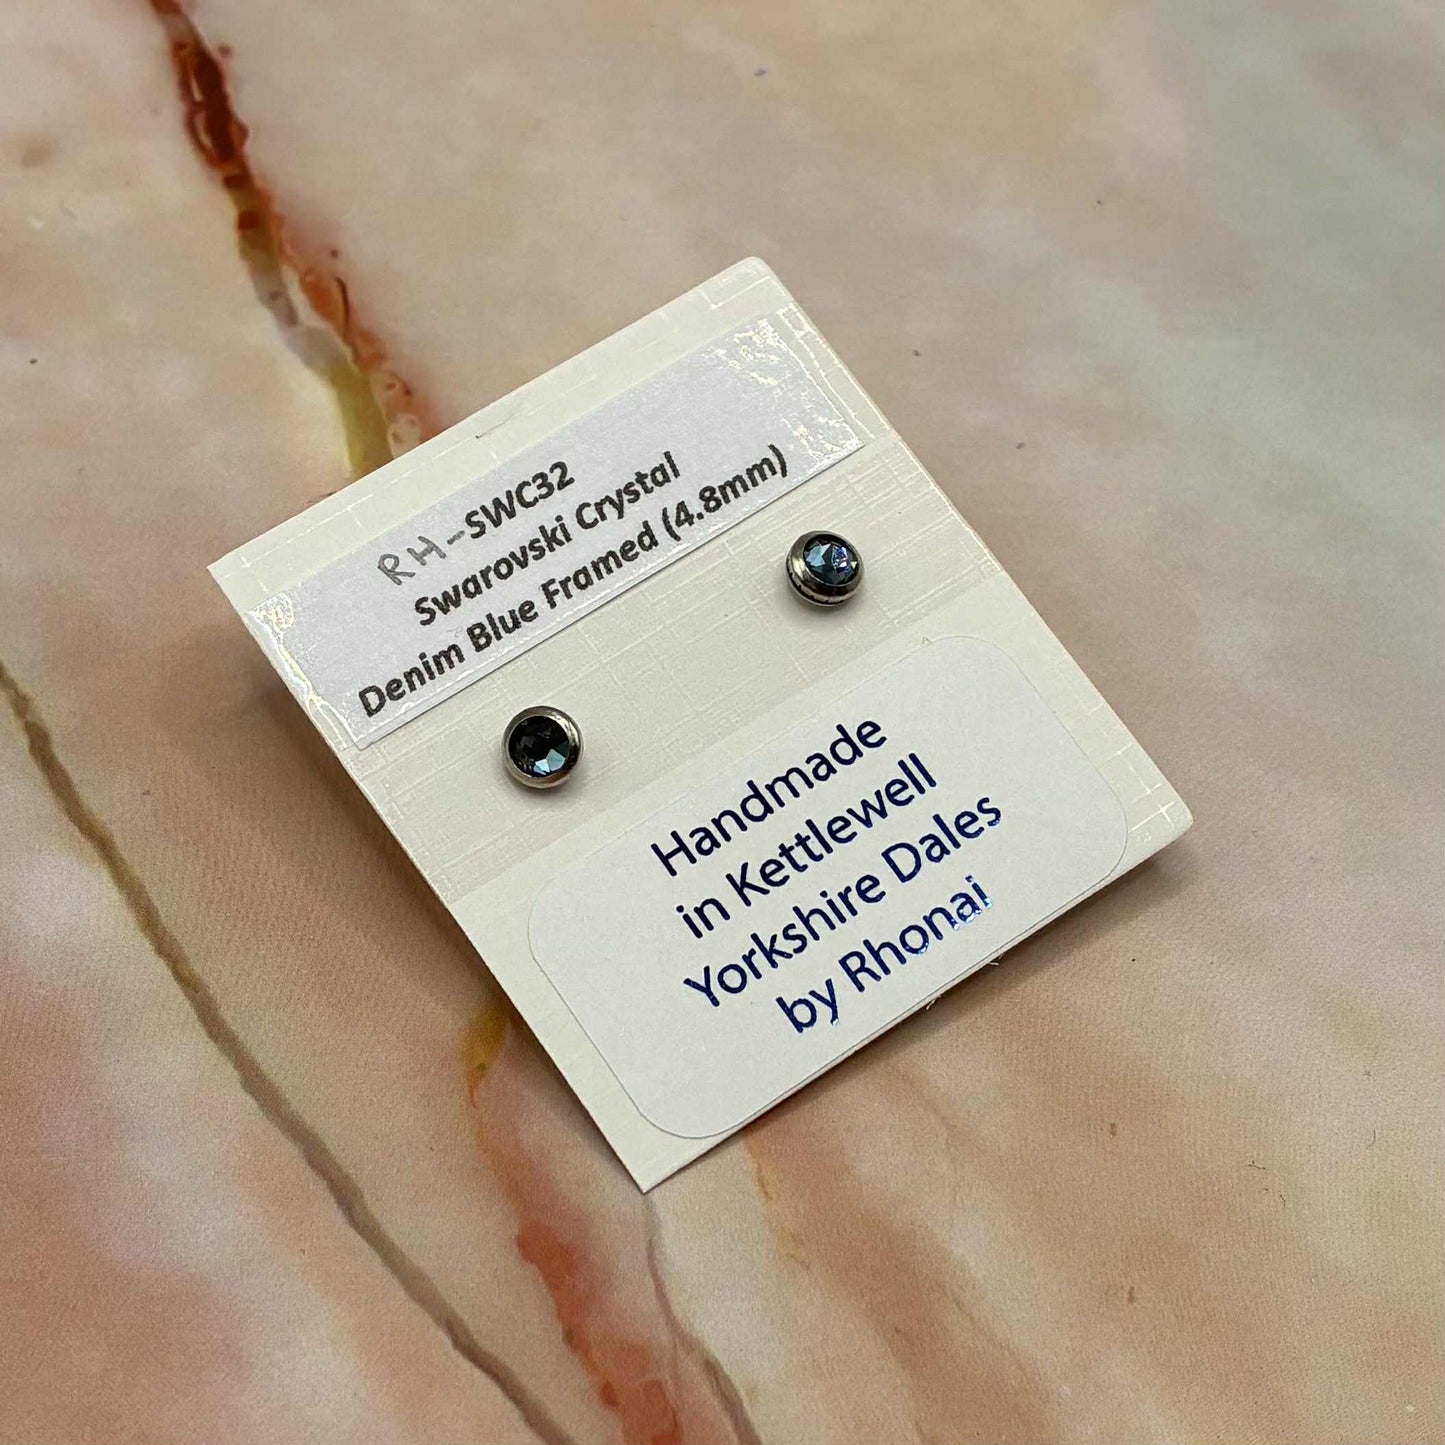 RH-SWC32
Swarovski Crystal
Denim Blue Framed (4.8mm)
Handmade
in Kettlewell
Yorkshire Dales
by Rhonai